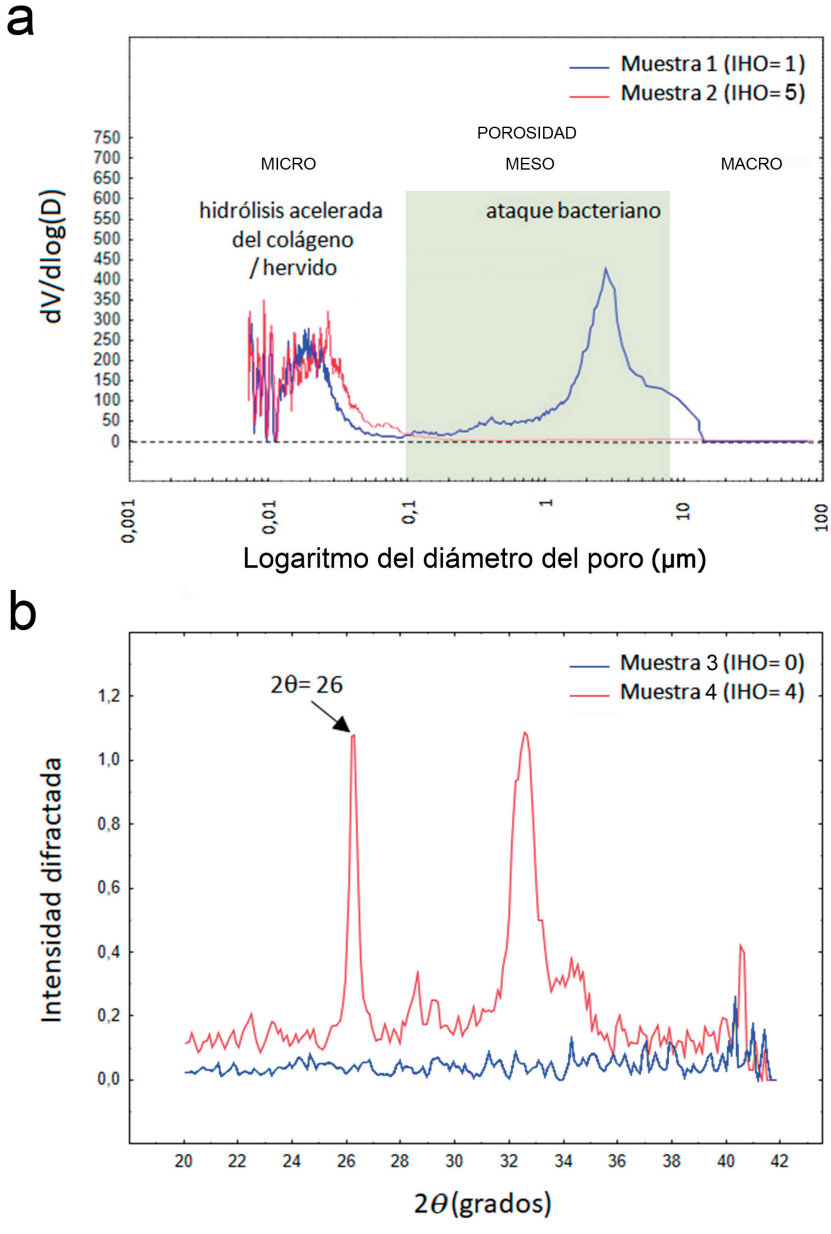 a
Muestra 1 (IHO= 1)
Muestra 2 (IHO= 5)
POROSIDAD
MICRO MESO MACRO
hidrólisis acelerada
del colágeno
/ hervido
ataque bacteriano
dV/dlog(D)
750
700
650
600
550
500
450
400
350
300
250
200
150
100
50
0
0,001 0,01 0,1 1 10 100
Logaritmo del diámetro del poro (µm)
b
Muestra 3 (IHO= 0)
Muestra 4 (IHO= 4)
2θ= 26
Intensidad difractada
1,2
1,0
0,8
0,6
0,4
0,2
0,0
20 22 24 26 28 30 32 34 36 38 40 42
2θ (grados)